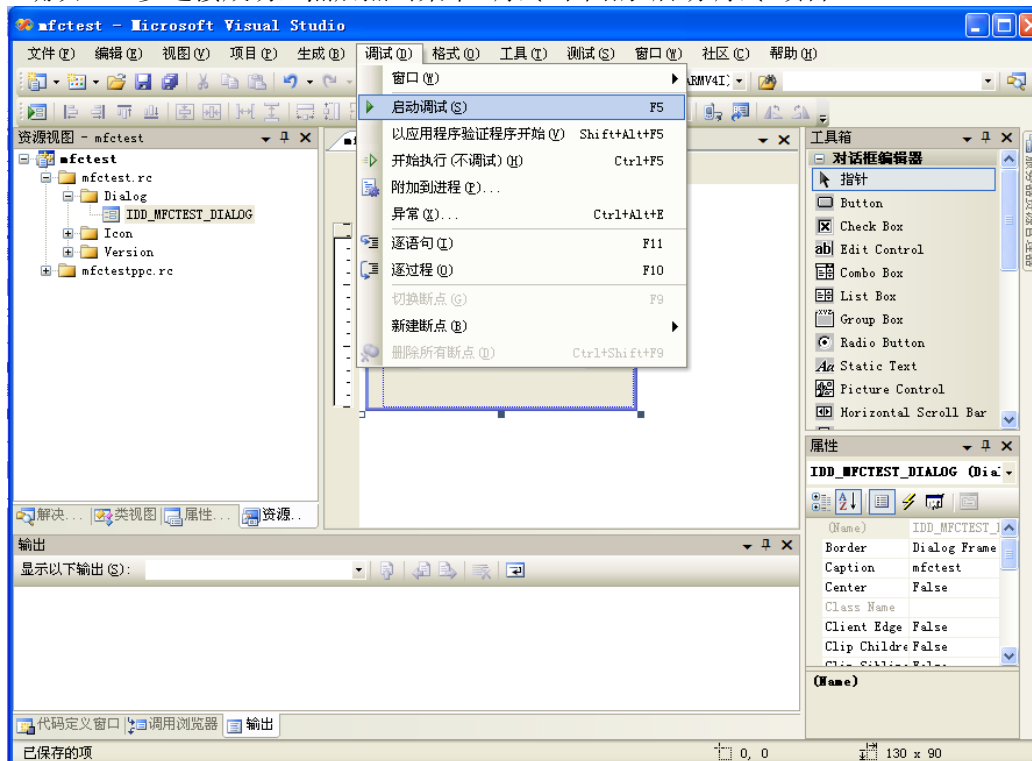 mfctest - Microsoft Visual Studio
文件(F) 编辑(E) 视图(V) 项目(P) 生成(B) 调试(D) 格式(O) 工具(T) 测试(S) 窗口(W) 社区(C) 帮助(H)
窗口(W)
启动调试(S) F5
以应用程序验证程序开始(V) Shift+Alt+F5
开始执行(不调试)(H) Ctrl+F5
附加到进程(P)...
异常(X)... Ctrl+Alt+E
逐语句(I) F11
逐过程(O) F10
切换断点(G) F9
新建断点(B)
删除所有断点(D) Ctrl+Shift+F9
资源视图 - mfctest
mfctest
mfctest.rc
Dialog
IDD_MFCTEST_DIALOG
Icon
Version
mfctestppc.rc
解决... 类视图 属性... 资源..
工具箱
对话框编辑器
指针
Button
Check Box
Edit Control
Combo Box
List Box
Group Box
Radio Button
Static Text
Picture Control
Horizontal Scroll Bar
属性
IDD_MFCTEST_DIALOG (Dia
(Name) IDD_MFCTEST_
Border Dialog Frame
Caption mfctest
Center False
Class Name
Client Edge False
Clip Childre False
(Name)
输出
显示以下输出(S):
代码定义窗口 调用浏览器 输出
已保存的项 0, 0 130 x 90